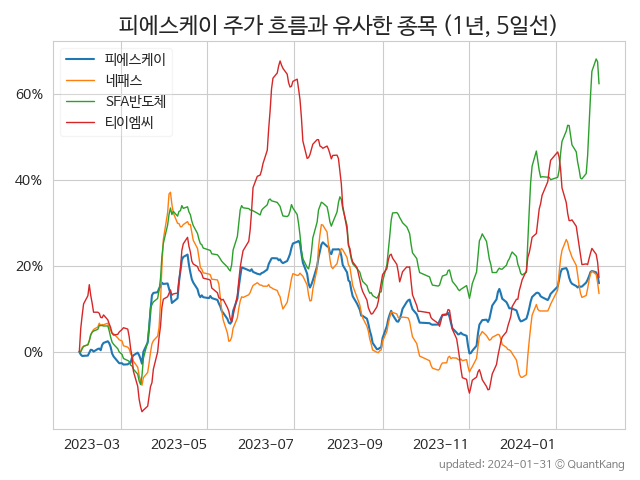 피에스케이 주가 흐름과 유사한 종목 (1년, 5일선)
피에스케이
네패스
SFA반도체
티이엠씨
60%
40%
20%
0%
2023-03 2023-05 2023-07 2023-09 2023-11 2024-01
updated: 2024-01-31 © QuantKang